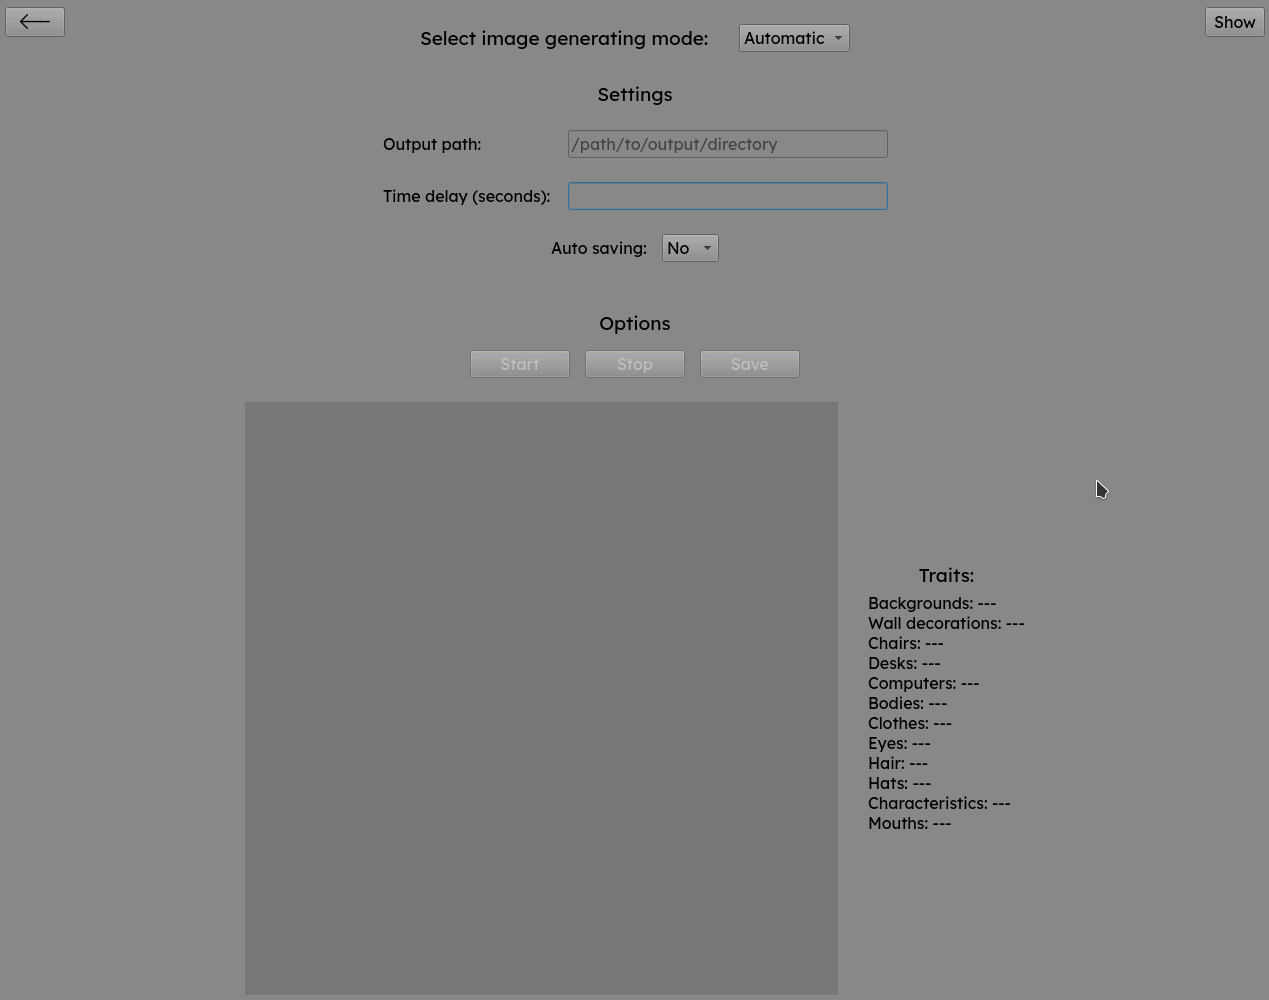 Show
Select image generating mode: Automatic
Settings
Output path: /path/to/output/directory
Time delay (seconds):
Auto saving: No
Options
Start Stop Save
Traits:
Backgrounds: ---
Wall decorations: ---
Chairs: ---
Desks: ---
Computers: ---
Bodies: ---
Clothes: ---
Eyes: ---
Hair: ---
Hats: ---
Characteristics: ---
Mouths: ---